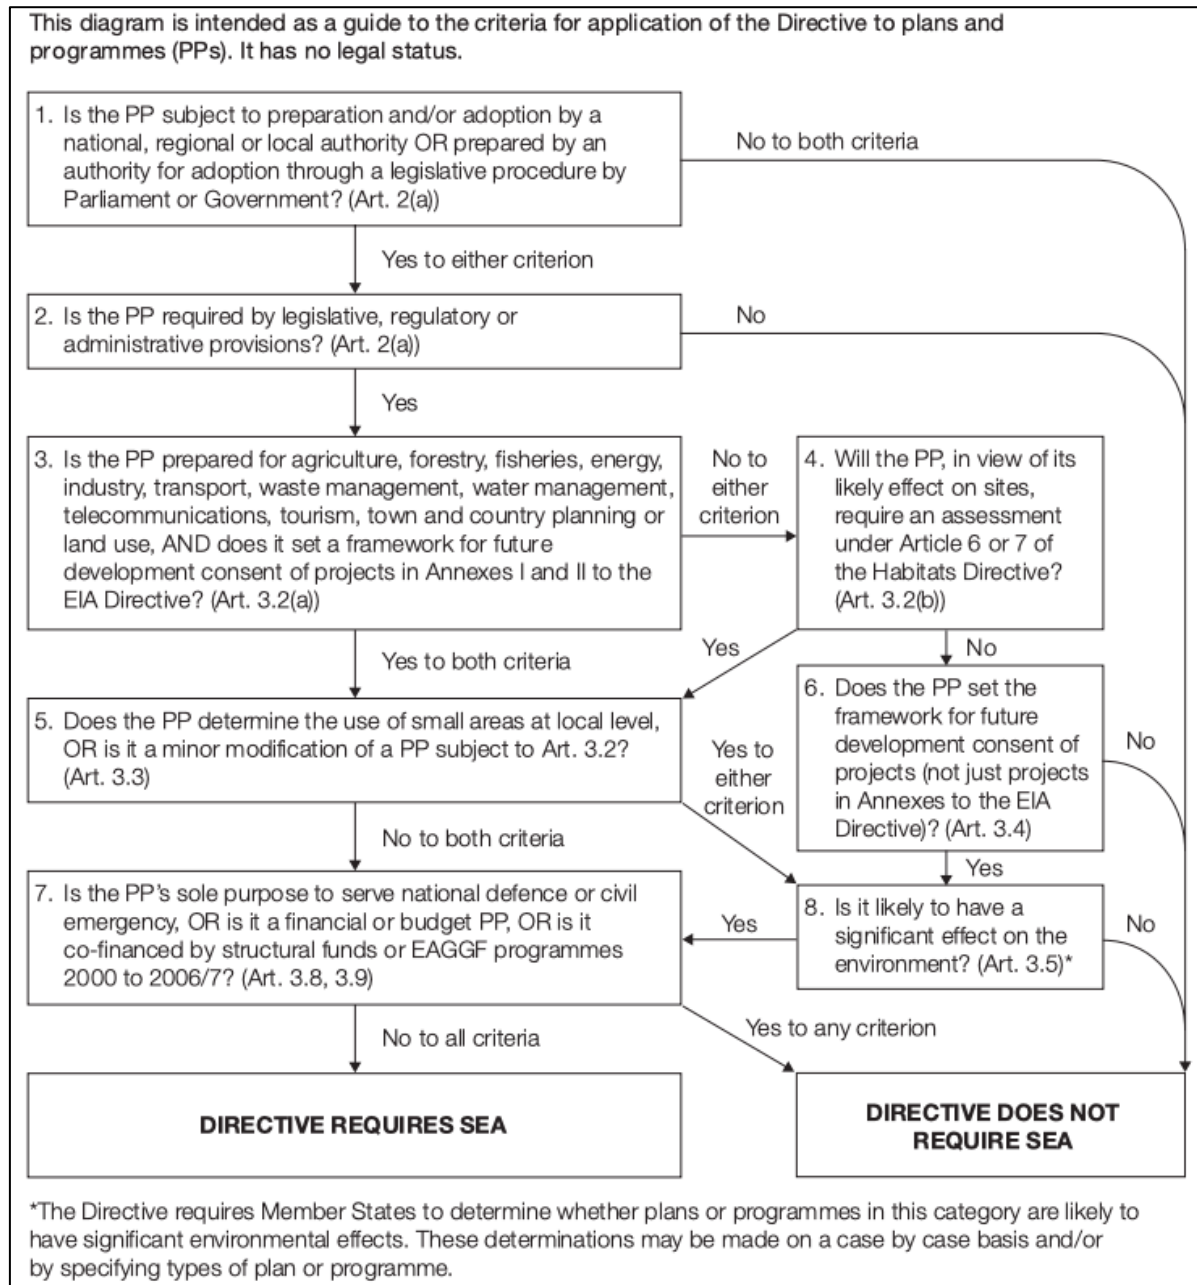 This diagram is intended as a guide to the criteria for application of the Directive to plans and
programmes (PPs). It has no legal status.
1. Is the PP subject to preparation and/or adoption by a
national, regional or local authority OR prepared by an
authority for adoption through a legislative procedure by
Parliament or Government? (Art. 2(a))
No to both criteria
Yes to either criterion
2. Is the PP required by legislative, regulatory or
administrative provisions? (Art. 2(a))
No
Yes
3. Is the PP prepared for agriculture, forestry, fisheries, energy,
industry, transport, waste management, water management,
telecommunications, tourism, town and country planning or
land use, AND does it set a framework for future
development consent of projects in Annexes I and II to the
EIA Directive? (Art. 3.2(a))
No to
either
criterion
4. Will the PP, in view of its
likely effect on sites,
require an assessment
under Article 6 or 7 of
the Habitats Directive?
(Art. 3.2(b))
Yes to both criteria
Yes
No
5. Does the PP determine the use of small areas at local level,
OR is it a minor modification of a PP subject to Art. 3.2?
(Art. 3.3)
Yes to
either
criterion
6. Does the PP set the
framework for future
development consent of
projects (not just projects
in Annexes to the EIA
Directive)? (Art. 3.4)
No
No to both criteria
Yes
7. Is the PP’s sole purpose to serve national defence or civil
emergency, OR is it a financial or budget PP, OR is it
co-financed by structural funds or EAGGF programmes
2000 to 2006/7? (Art. 3.8, 3.9)
Yes
8. Is it likely to have a
significant effect on the
environment? (Art. 3.5)*
No
No to all criteria
Yes to any criterion
DIRECTIVE REQUIRES SEA
DIRECTIVE DOES NOT
REQUIRE SEA
*The Directive requires Member States to determine whether plans or programmes in this category are likely to
have significant environmental effects. These determinations may be made on a case by case basis and/or
by specifying types of plan or programme.